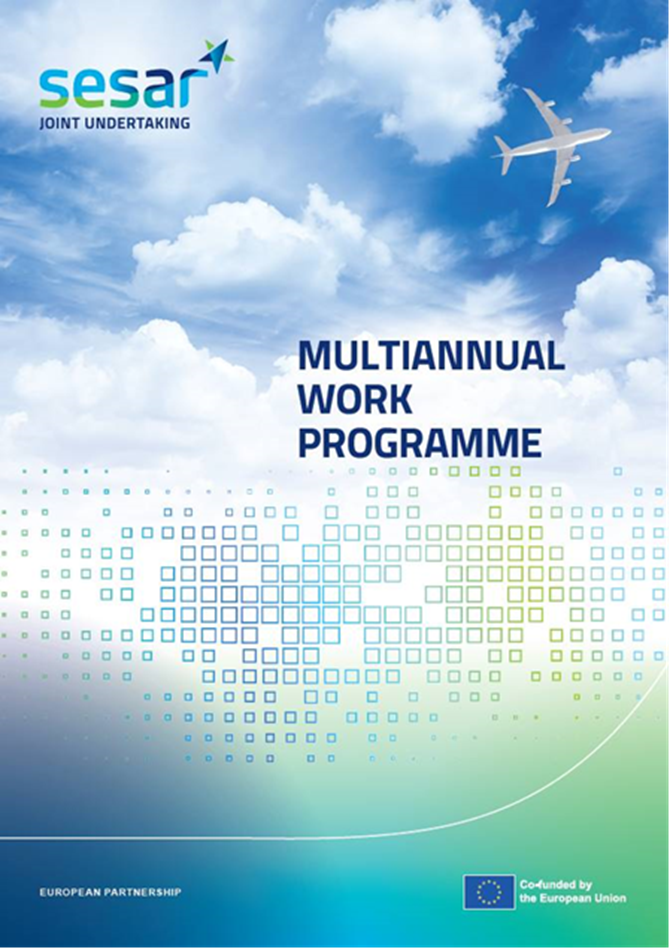 sesar
JOINT UNDERTAKING
MULTIANNUAL
WORK
PROGRAMME
EUROPEAN PARTNERSHIP
Co-funded by
the European Union